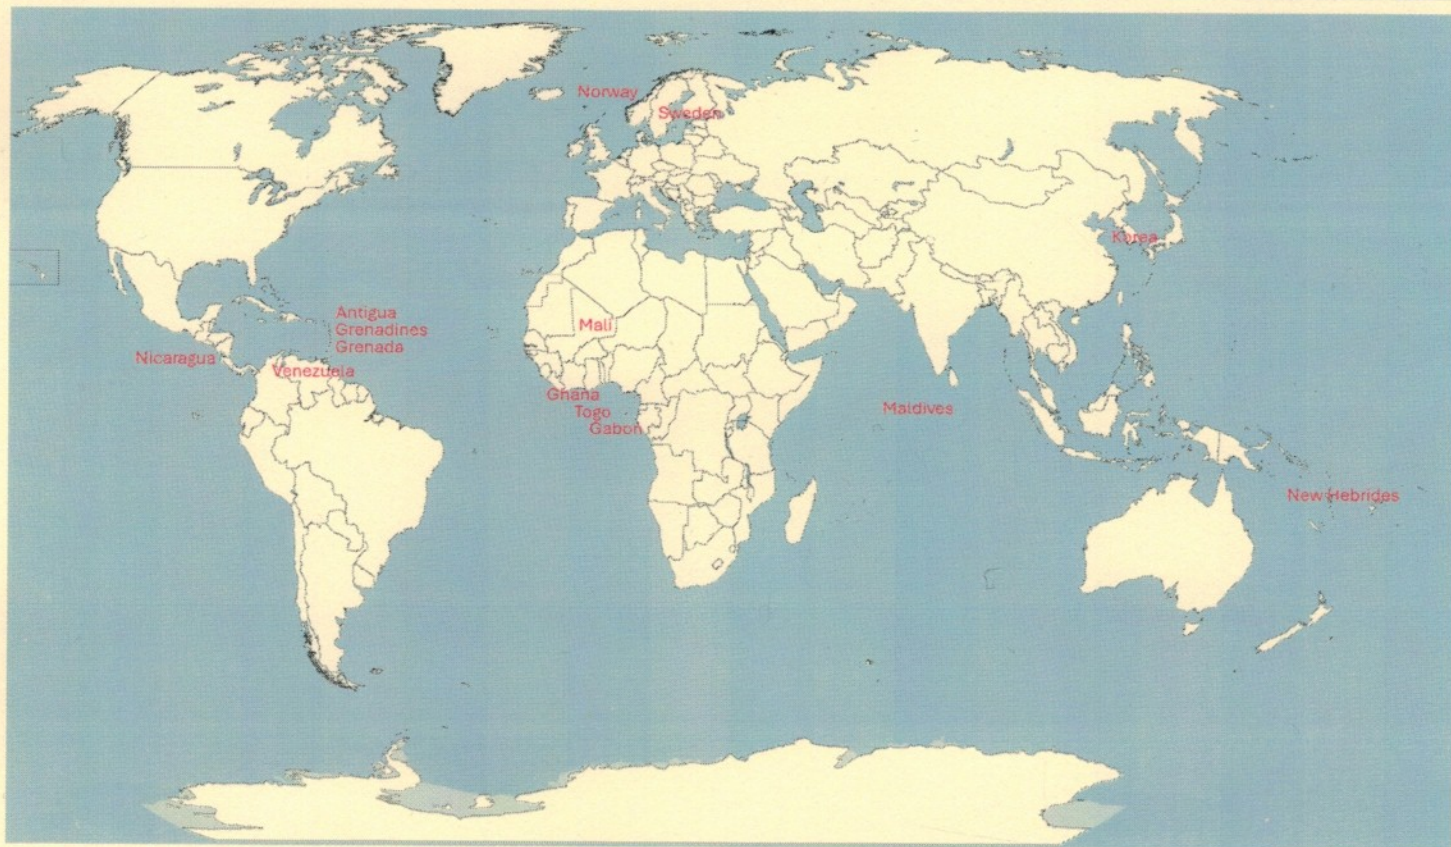 Norway
Sweden
Korea
Antigua
Grenadines
Grenada
Mali
Nicaragua
Venezuela
Ghana
Togo
Gabon
Maldives
New Hebrides